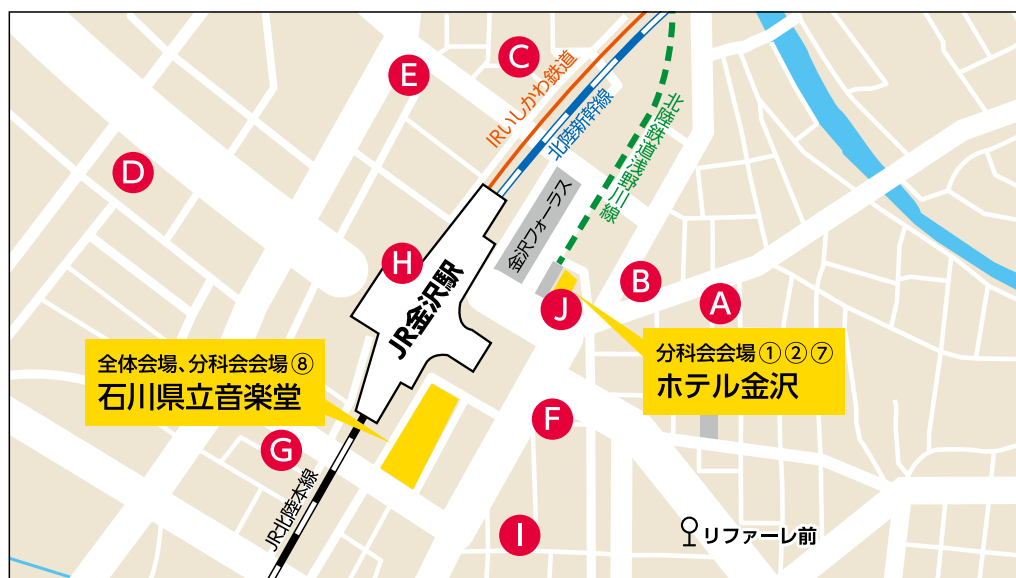 C
IRいしかわ鉄道
E
北陸新幹線
北陸鉄道浅野川線
D
金沢フォーラス
H
B
A
J
JR金沢駅
全体会場、分科会会場⑧
石川県立音楽堂
分科会会場①②⑦
ホテル金沢
F
G
JR北陸本線
I
リファーレ前